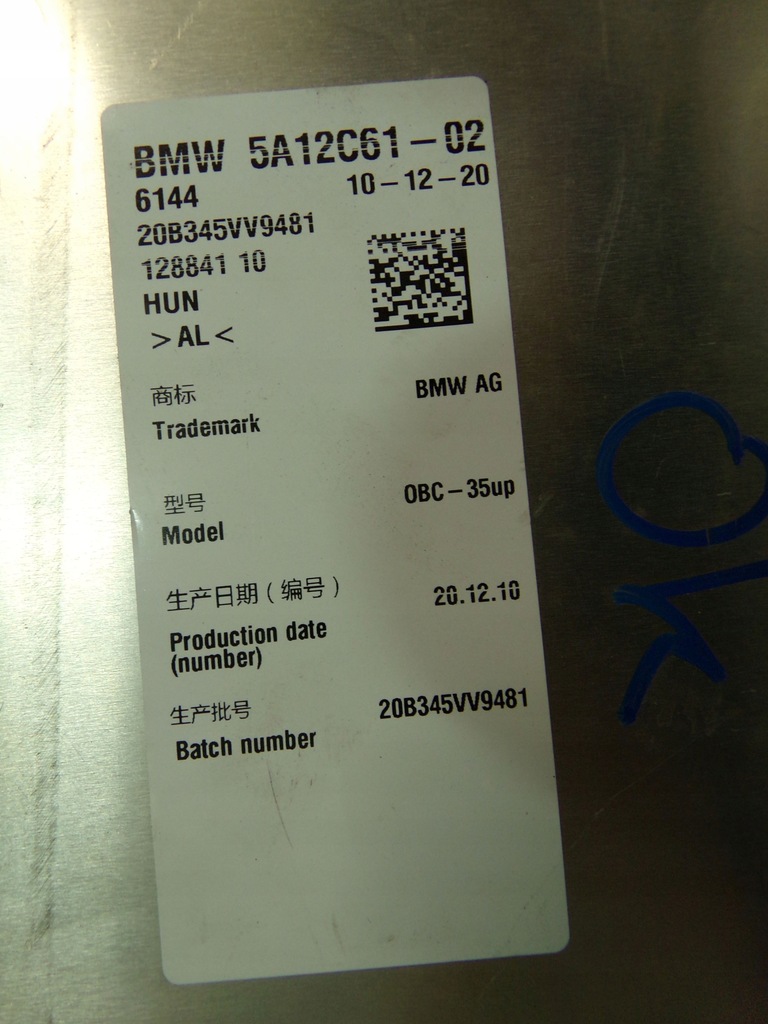 BMW 5A12C61-02
6144 10-12-20
20B345VV9481
128841 10
HUN
>AL<
商标 BMW AG
Trademark
型号 OBC-35up
Model
生产日期(编号) 20.12.10
Production date
(number)
生产批号 20B345VV9481
Batch number
OK